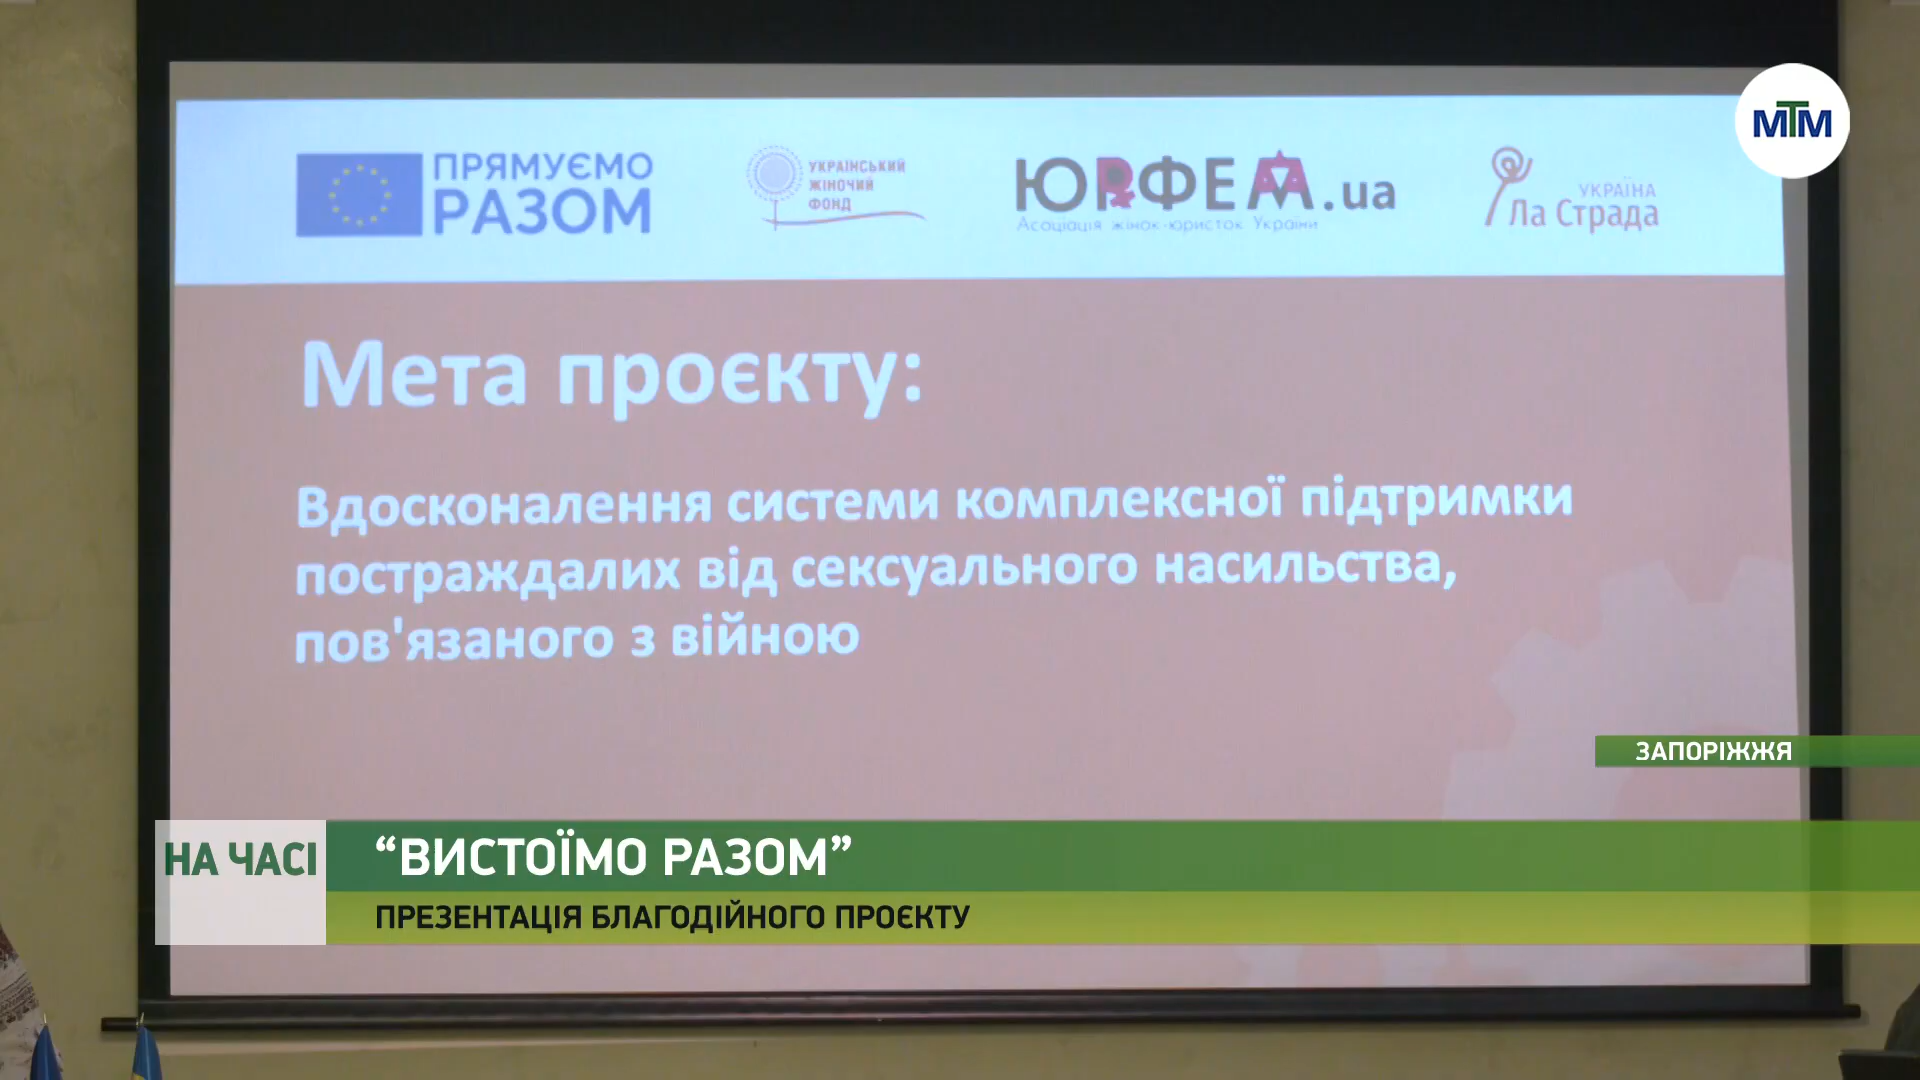 МТМ
ПРЯМУЄМО
РАЗОМ
УКРАЇНСЬКИЙ
ЖІНОЧИЙ
ФОНД
ЮРФЕМ.ua
Асоціація жінок-юристок України
УКРАЇНА
Ла Страда
Мета проєкту:
Вдосконалення системи комплексної підтримки
постраждалих від сексуального насильства,
пов'язаного з війною
ЗАПОРІЖЖЯ
НА ЧАСІ
“ВИСТОЇМО РАЗОМ”
ПРЕЗЕНТАЦІЯ БЛАГОДІЙНОГО ПРОЄКТУ